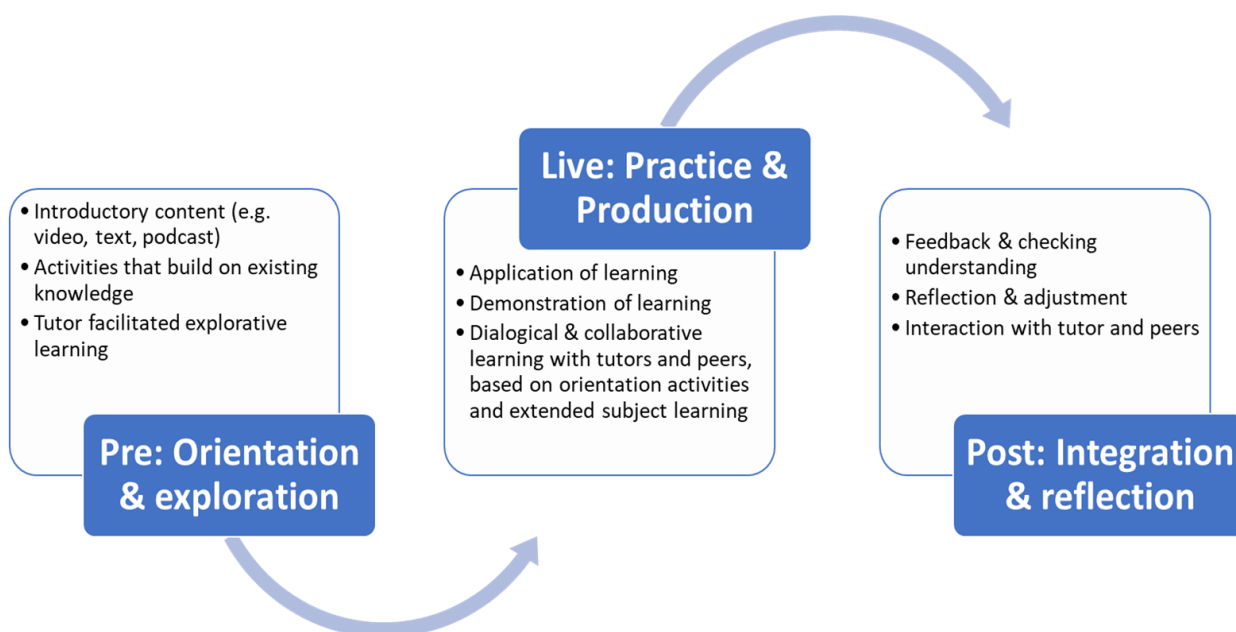 • Introductory content (e.g.
video, text, podcast)
• Activities that build on existing
knowledge
• Tutor facilitated explorative
learning
Pre: Orientation
& exploration
Live: Practice &
Production
• Application of learning
• Demonstration of learning
• Dialogical & collaborative
learning with tutors and peers,
based on orientation activities
and extended subject learning
• Feedback & checking
understanding
• Reflection & adjustment
• Interaction with tutor and peers
Post: Integration
& reflection